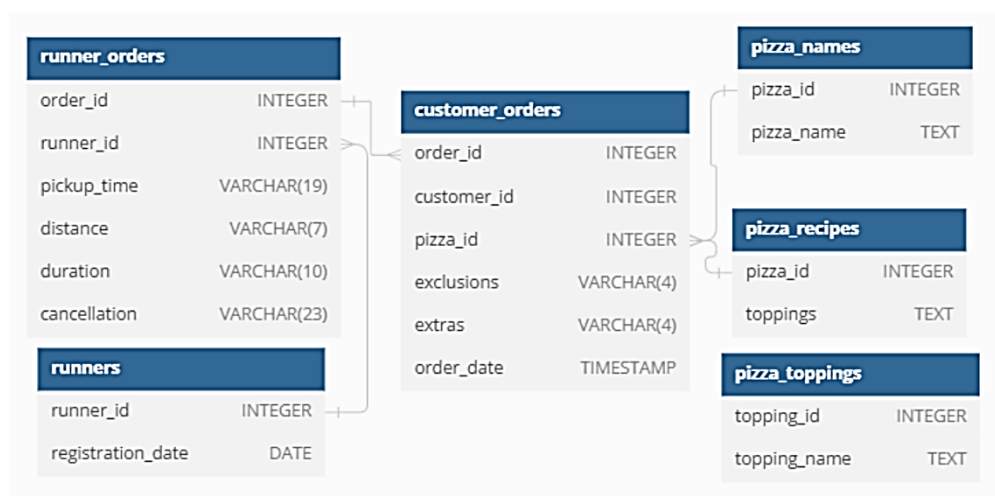 runner_orders
order_id INTEGER
runner_id INTEGER
pickup_time VARCHAR(19)
distance VARCHAR(7)
duration VARCHAR(10)
cancellation VARCHAR(23)
runners
runner_id INTEGER
registration_date DATE
customer_orders
order_id INTEGER
customer_id INTEGER
pizza_id INTEGER
exclusions VARCHAR(4)
extras VARCHAR(4)
order_date TIMESTAMP
pizza_names
pizza_id INTEGER
pizza_name TEXT
pizza_recipes
pizza_id INTEGER
toppings TEXT
pizza_toppings
topping_id INTEGER
topping_name TEXT